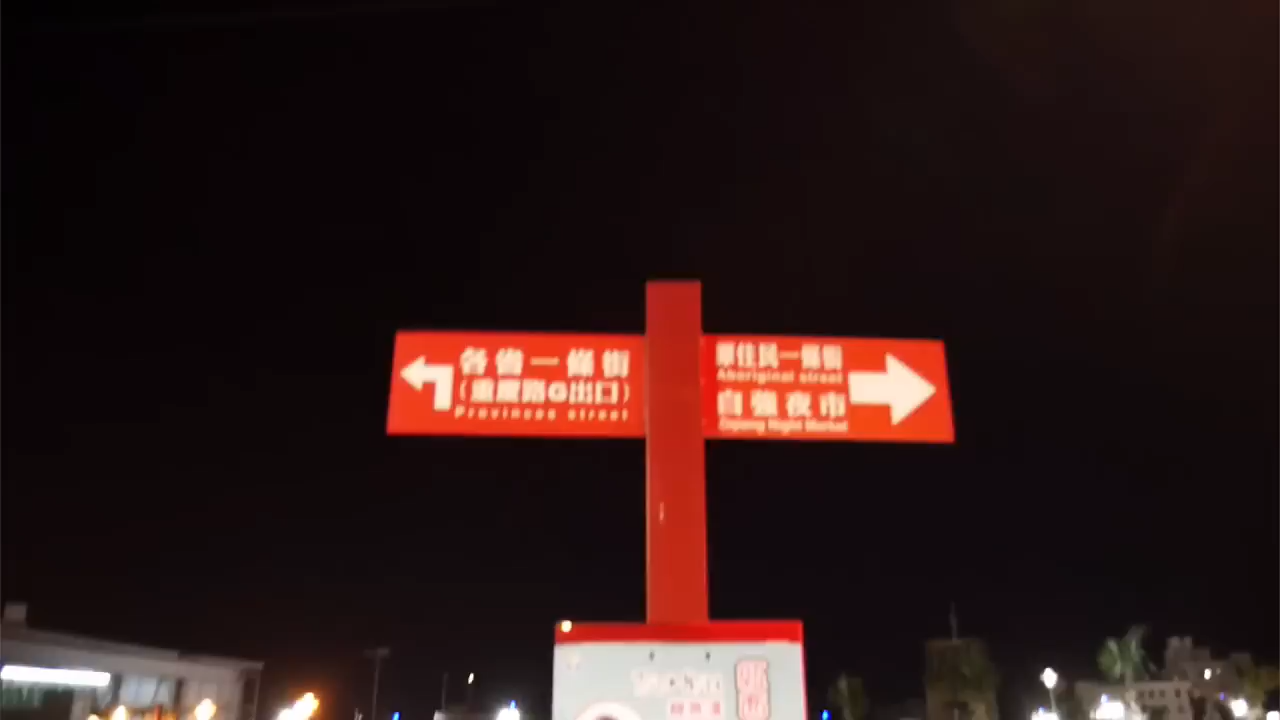 各省一條街
(重慶路G出口)
Provinces street
原住民一條街
Aboriginal street
自強夜市
Ziqiang Night Market